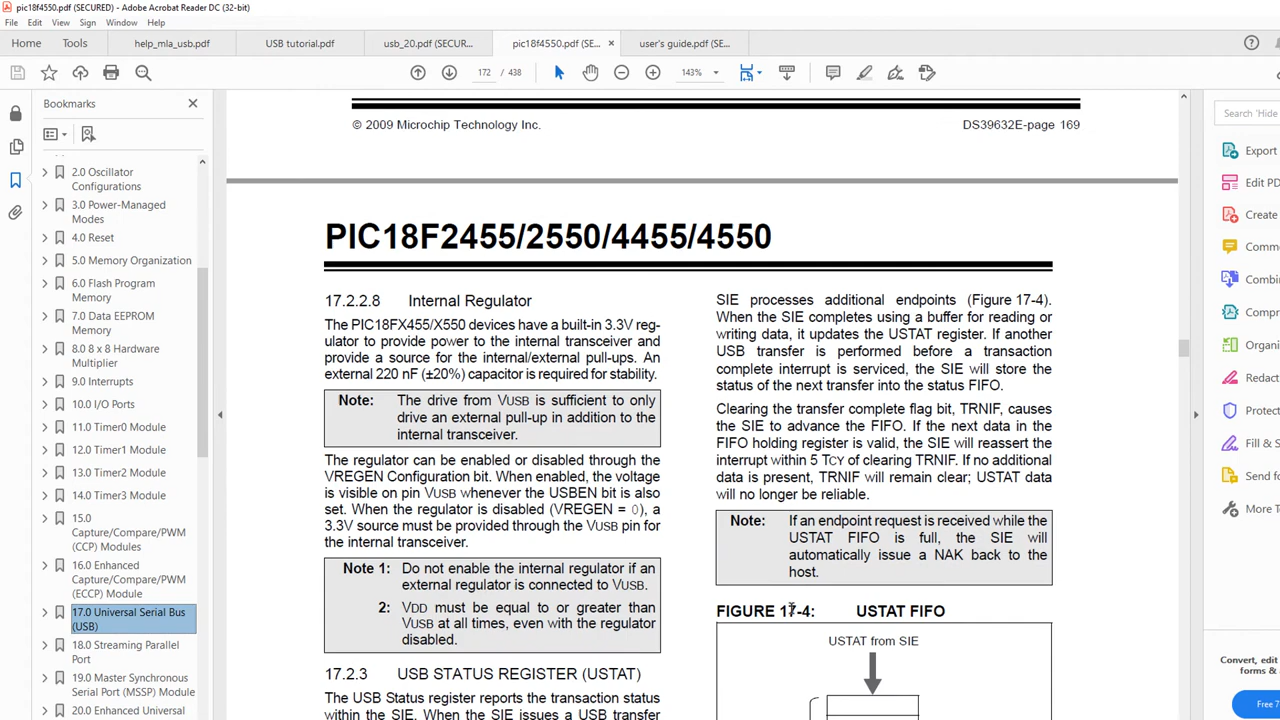 pic18f4550.pdf (SECURED) - Adobe Acrobat Reader DC (32-bit)
File Edit View Sign Window Help
Home Tools help_mla_usb.pdf USB tutorial.pdf usb_20.pdf (SECUR... pic18f4550.pdf (SE... × user's guide.pdf (SE...
172 / 438 143%
Bookmarks
2.0 Oscillator
Configurations
3.0 Power-Managed
Modes
4.0 Reset
5.0 Memory Organization
6.0 Flash Program
Memory
7.0 Data EEPROM
Memory
8.0 8 x 8 Hardware
Multiplier
9.0 Interrupts
10.0 I/O Ports
11.0 Timer0 Module
12.0 Timer1 Module
13.0 Timer2 Module
14.0 Timer3 Module
15.0
Capture/Compare/PWM
(CCP) Modules
16.0 Enhanced
Capture/Compare/PWM
(ECCP) Module
17.0 Universal Serial Bus
(USB)
18.0 Streaming Parallel
Port
19.0 Master Synchronous
Serial Port (MSSP) Module
20.0 Enhanced Universal
© 2009 Microchip Technology Inc. DS39632E-page 169
PIC18F2455/2550/4455/4550
17.2.2.8 Internal Regulator
The PIC18FX455/X550 devices have a built-in 3.3V reg-
ulator to provide power to the internal transceiver and
provide a source for the internal/external pull-ups. An
external 220 nF (±20%) capacitor is required for stability.
Note: The drive from VUSB is sufficient to only
drive an external pull-up in addition to the
internal transceiver.
The regulator can be enabled or disabled through the
VREGEN Configuration bit. When enabled, the voltage
is visible on pin VUSB whenever the USBEN bit is also
set. When the regulator is disabled (VREGEN = 0), a
3.3V source must be provided through the VUSB pin for
the internal transceiver.
Note 1: Do not enable the internal regulator if an
external regulator is connected to VUSB.
2: VDD must be equal to or greater than
VUSB at all times, even with the regulator
disabled.
17.2.3 USB STATUS REGISTER (USTAT)
The USB Status register reports the transaction status
within the SIE. When the SIE issues a USB transfer
SIE processes additional endpoints (Figure 17-4).
When the SIE completes using a buffer for reading or
writing data, it updates the USTAT register. If another
USB transfer is performed before a transaction
complete interrupt is serviced, the SIE will store the
status of the next transfer into the status FIFO.
Clearing the transfer complete flag bit, TRNIF, causes
the SIE to advance the FIFO. If the next data in the
FIFO holding register is valid, the SIE will reassert the
interrupt within 5 TCY of clearing TRNIF. If no additional
data is present, TRNIF will remain clear; USTAT data
will no longer be reliable.
Note: If an endpoint request is received while the
USTAT FIFO is full, the SIE will
automatically issue a NAK back to the
host.
FIGURE 17-4: USTAT FIFO
USTAT from SIE
Search 'Hide
Export
Edit PD
Create
Comm
Combin
Compr
Organi
Redact
Protec
Fill & S
Send fo
More To
Convert, edit
forms &
Free 7